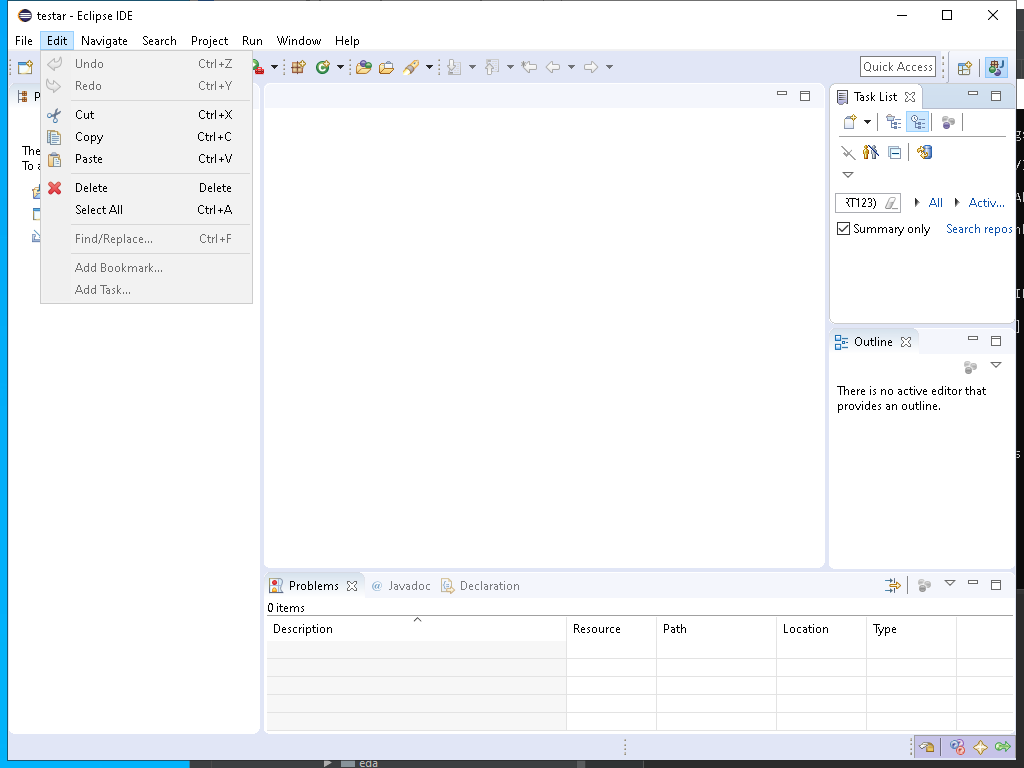 testar - Eclipse IDE
File Edit Navigate Search Project Run Window Help
Undo Ctrl+Z
Redo Ctrl+Y
Cut Ctrl+X
Copy Ctrl+C
Paste Ctrl+V
Delete Delete
Select All Ctrl+A
Find/Replace... Ctrl+F
Add Bookmark...
Add Task...
Quick Access
P
The
To a
Task List
RT123) All Activ...
Summary only Search repos
Outline
There is no active editor that
provides an outline.
Problems @ Javadoc Declaration
0 items
Description Resource Path Location Type
eda